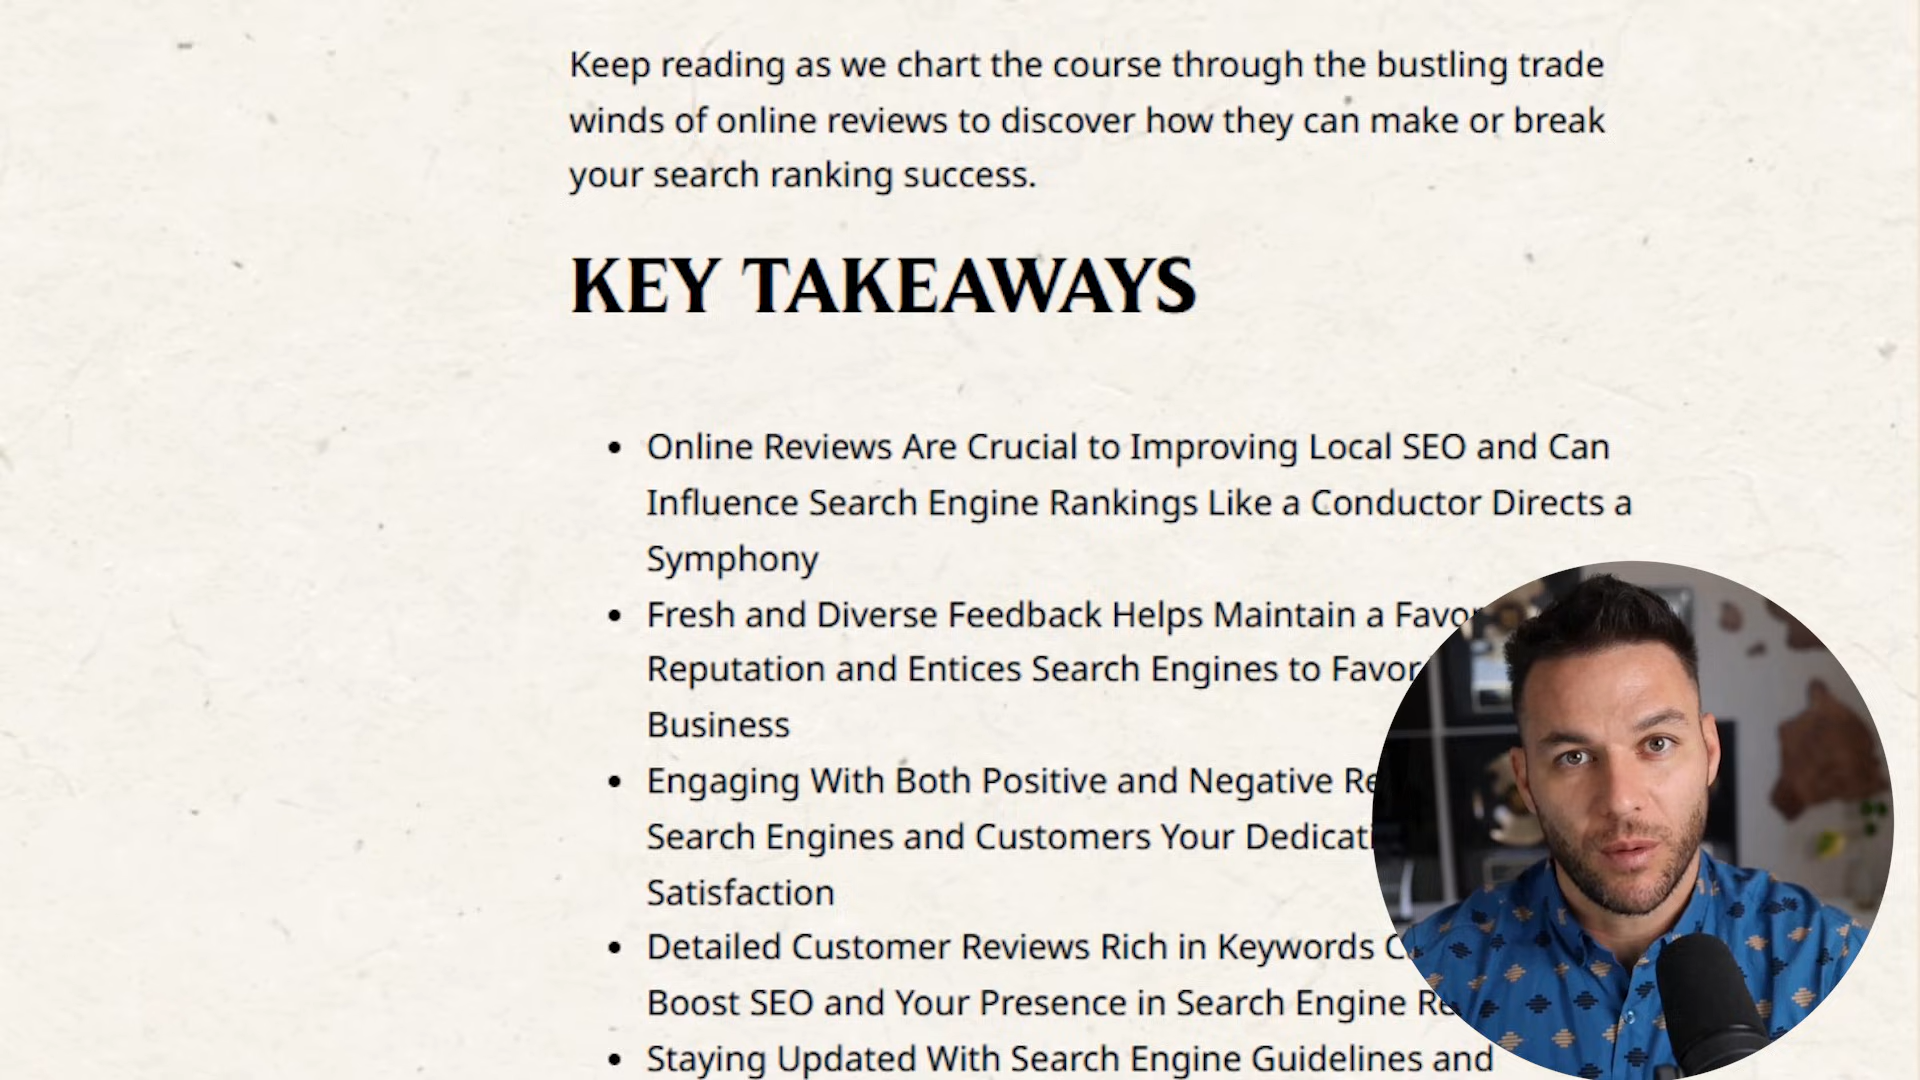 Keep reading as we chart the course through the bustling trade
winds of online reviews to discover how they can make or break
your search ranking success.
KEY TAKEAWAYS
Online Reviews Are Crucial to Improving Local SEO and Can
Influence Search Engine Rankings Like a Conductor Directs a
Symphony
Fresh and Diverse Feedback Helps Maintain a
Reputation and Entices Search Engines to Favor
Business
Engaging With Both Positive and Negative
Search Engines and Customers Your
Satisfaction
Detailed Customer Reviews Rich in Keywords
Boost SEO and Your Presence in Search Engine
Staying Updated With Search Engine Guidelines and